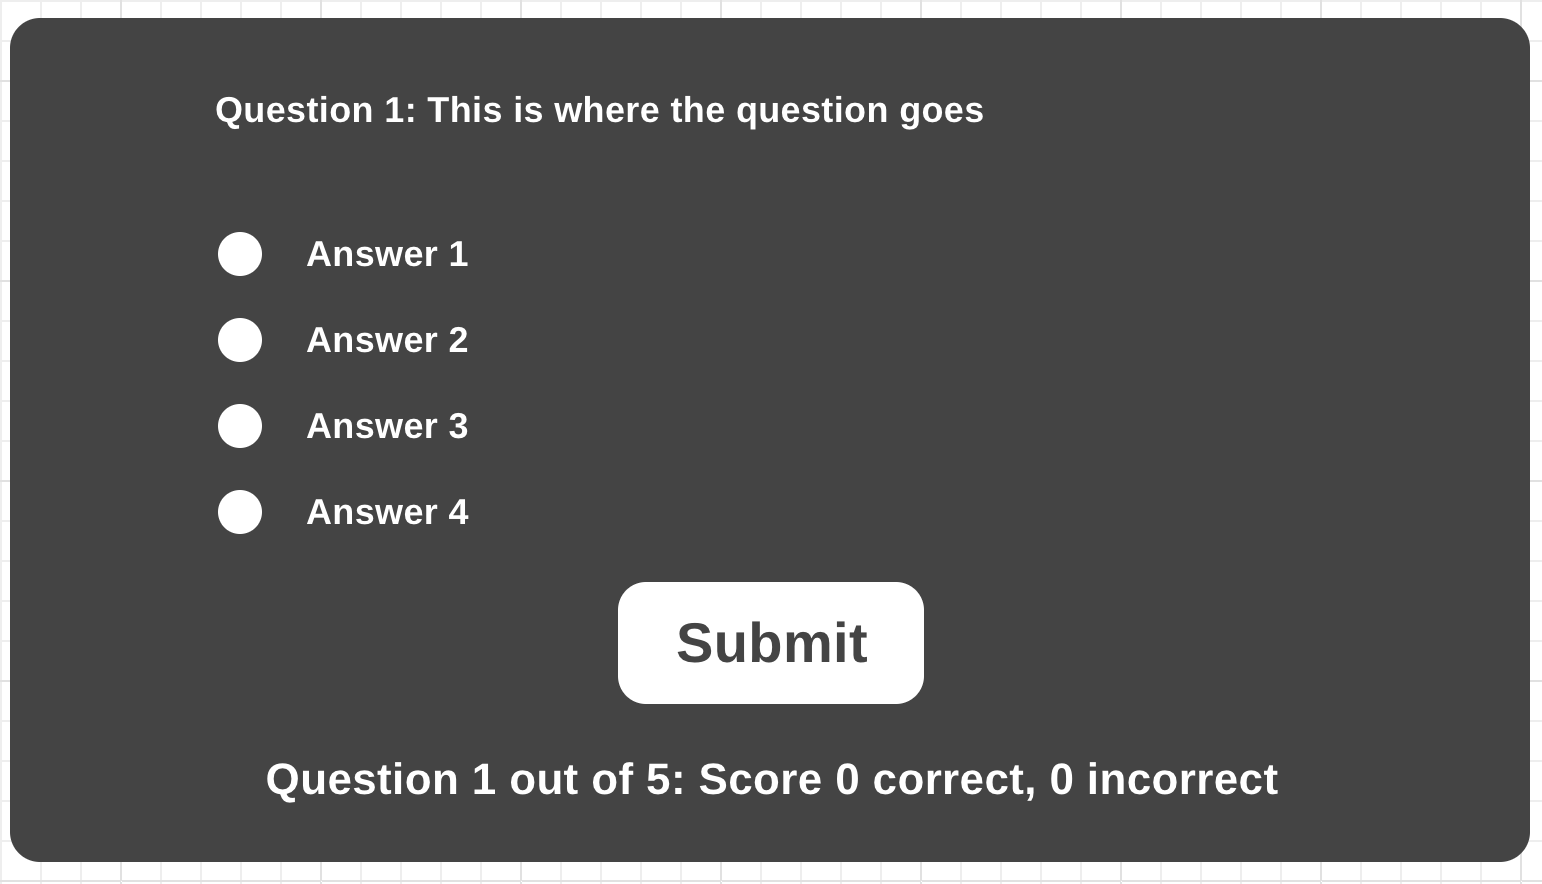 Question 1: This is where the question goes
Answer 1
Answer 2
Answer 3
Answer 4
Submit
Question 1 out of 5: Score 0 correct, 0 incorrect